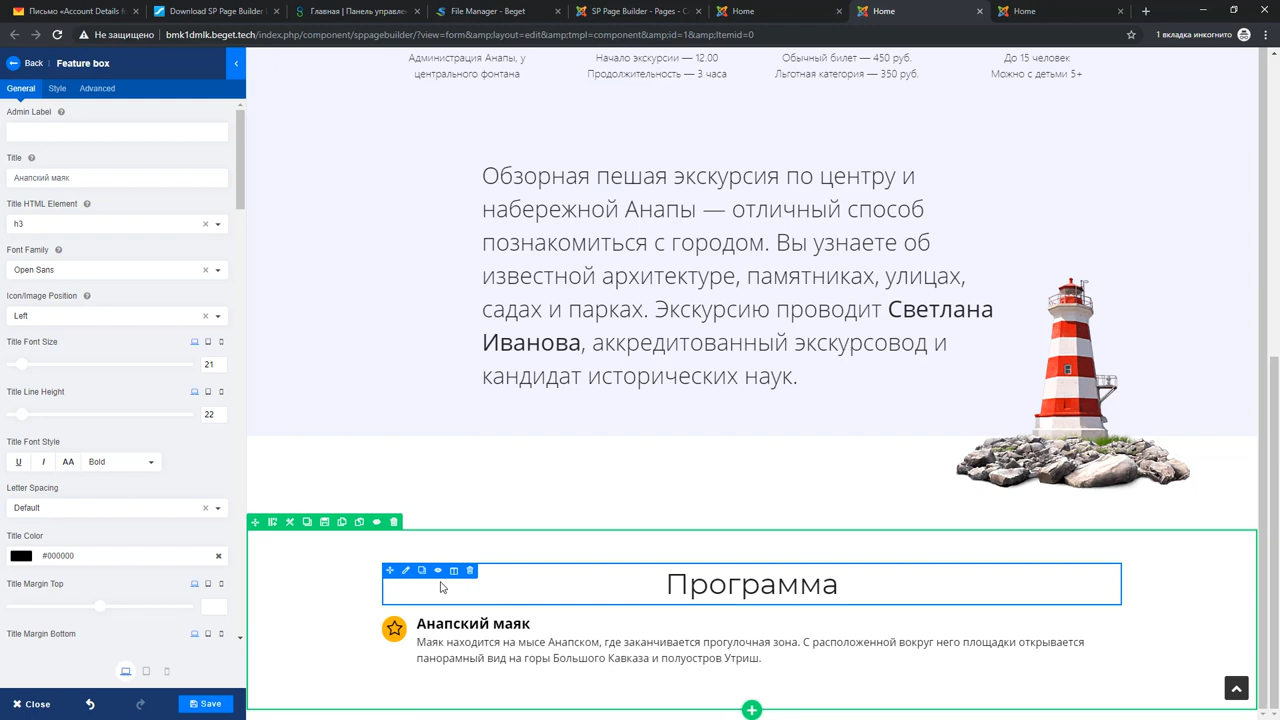 Account Details for
Download SP Page Builder
Главная | Панель управле
File Manager - Beget
SP Page Builder - Pages - C
Home
Home
Home
Не защищено
bmk1dmlk.beget.tech/index.php/component/sppagebuilder/?view=form&layout=edit&tmpl=component&id=1&Itemid=0
1 вкладка инкогнито
Back
Feature box
General
Style
Advanced
Admin Label
Title
Анапский маяк
Title HTML Element
h3
Font Family
Open Sans
Icon/Image Position
Left
Title Font Size
21
Title Line Height
22
Title Font Style
U I AA Bold
Letter Spacing
Default
Title Color
#000000
Title Margin Top
Title Margin Bottom
Close
Save
Администрация Анапы, у
центрального фонтана
Начало экскурсии — 12.00
Продолжительность — 3 часа
Обычный билет — 450 руб.
Льготная категория — 350 руб.
До 15 человек
Можно с детьми 5+
Обзорная пешая экскурсия по центру и
набережной Анапы — отличный способ
познакомиться с городом. Вы узнаете об
известной архитектуре, памятниках, улицах,
садах и парках. Экскурсию проводит Светлана
Иванова, аккредитованный экскурсовод и
кандидат исторических наук.
Программа
Анапский маяк
Маяк находится на мысе Анапском, где заканчивается прогулочная зона. С расположенной вокруг него площадки открывается
панорамный вид на горы Большого Кавказа и полуостров Утриш.